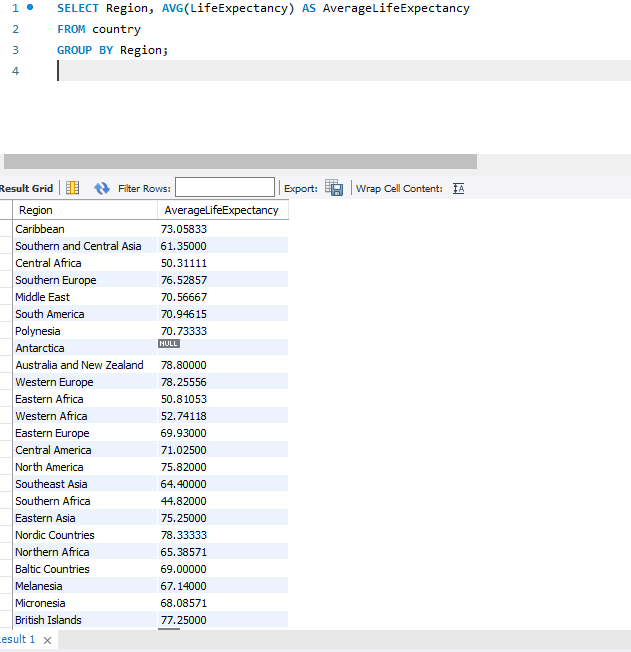 1 SELECT Region, AVG(LifeExpectancy) AS AverageLifeExpectancy
2 FROM country
3 GROUP BY Region;
4
Result Grid Filter Rows: Export: Wrap Cell Content:
Region AverageLifeExpectancy
Caribbean 73.05833
Southern and Central Asia 61.35000
Central Africa 50.31111
Southern Europe 76.52857
Middle East 70.56667
South America 70.94615
Polynesia 70.73333
Antarctica NULL
Australia and New Zealand 78.80000
Western Europe 78.25556
Eastern Africa 50.81053
Western Africa 52.74118
Eastern Europe 69.93000
Central America 71.02500
North America 75.82000
Southeast Asia 64.40000
Southern Africa 44.82000
Eastern Asia 75.25000
Nordic Countries 78.33333
Northern Africa 65.38571
Baltic Countries 69.00000
Melanesia 67.14000
Micronesia 68.08571
British Islands 77.25000
esult 1